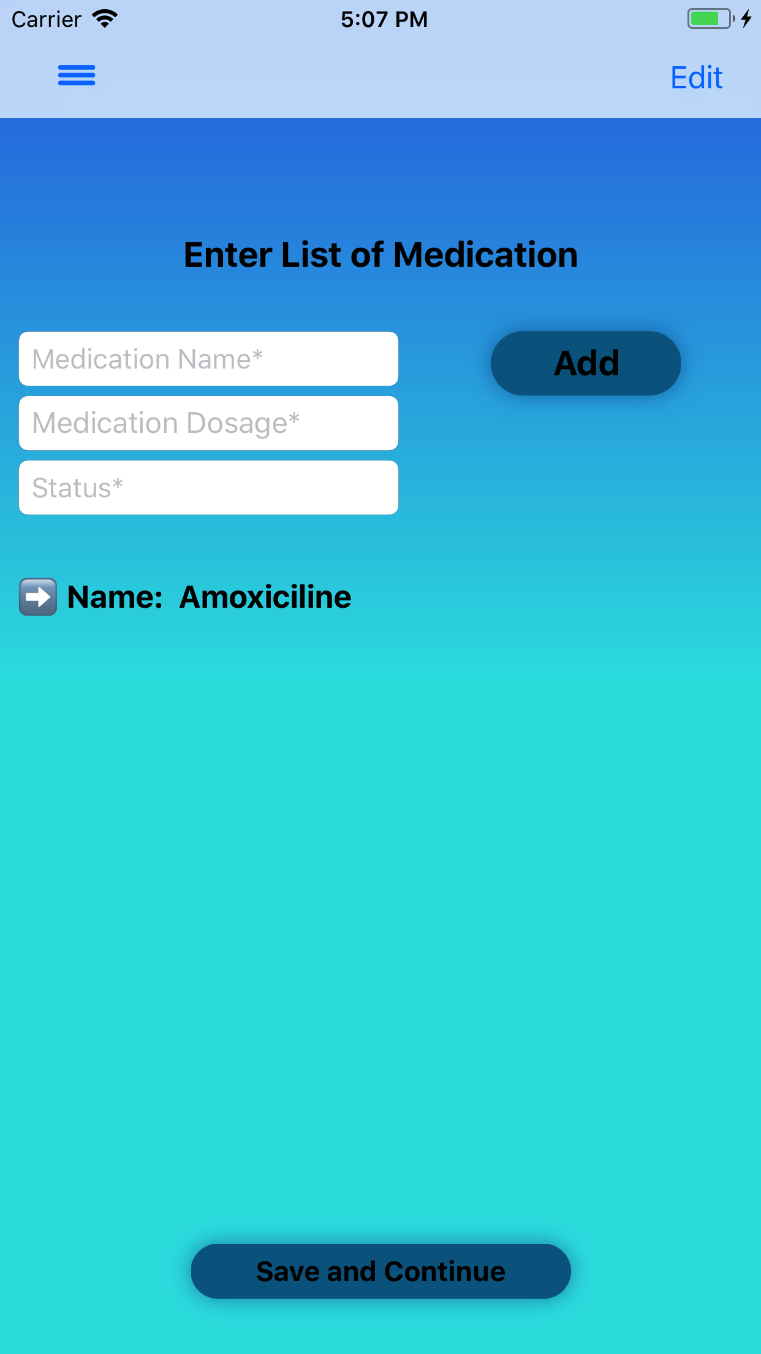 Carrier 5:07 PM
Edit
Enter List of Medication
Medication Name*
Add
Medication Dosage*
Status*
➡️ Name: Amoxiciline
Save and Continue